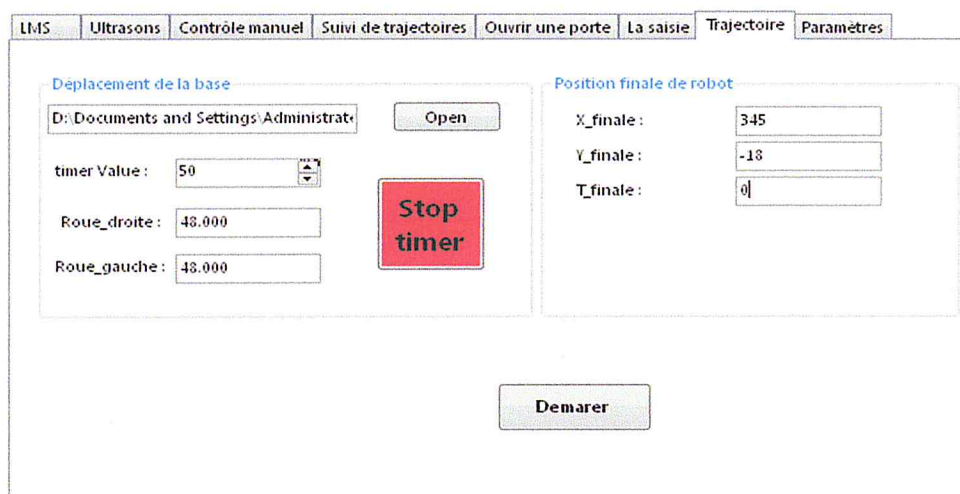 LMS Ultrasons Contrôle manuel Suivi de trajectoires Ouvrir une porte La saisie Trajectoire Paramètres
Déplacement de la base
D:\Documents and Settings\Administrat
Open
timer Value : 50
Roue_droite : 48.000
Roue_gauche : 48.000
Stop
timer
Position finale de robot
X_finale : 345
Y_finale : -18
T_finale : 0
Demarer